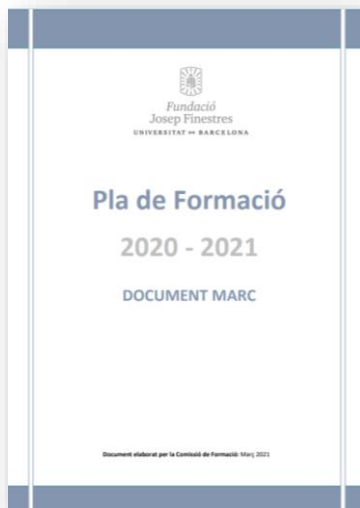 Fundació
Josep Finestres
UNIVERSITAT DE BARCELONA
Pla de Formació
2020 - 2021
DOCUMENT MARC
Document elaborat per la Comissió de Formació: Març 2021